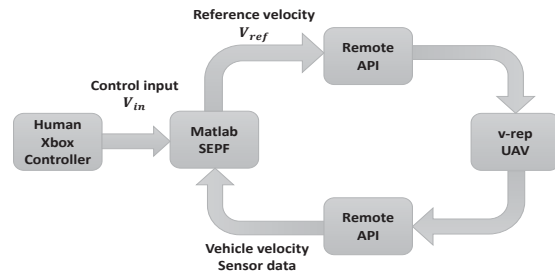 Reference velocity
V_ref
Remote
API
Control input
V_in
Human
Xbox
Controller
Matlab
SEPF
v-rep
UAV
Remote
API
Vehicle velocity
Sensor data